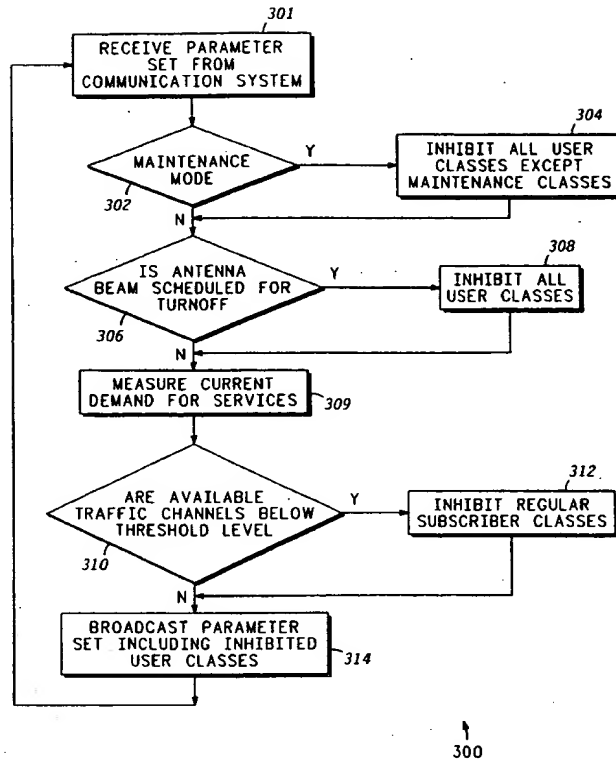 301
RECEIVE PARAMETER
SET FROM
COMMUNICATION SYSTEM
MAINTENANCE
MODE
302
Y
N
304
INHIBIT ALL USER
CLASSES EXCEPT
MAINTENANCE CLASSES
IS ANTENNA
BEAM SCHEDULED FOR
TURNOFF
306
Y
N
308
INHIBIT ALL
USER CLASSES
MEASURE CURRENT
DEMAND FOR SERVICES
309
ARE AVAILABLE
TRAFFIC CHANNELS BELOW
THRESHOLD LEVEL
310
Y
N
312
INHIBIT REGULAR
SUBSCRIBER CLASSES
BROADCAST PARAMETER
SET INCLUDING INHIBITED
USER CLASSES
314
300